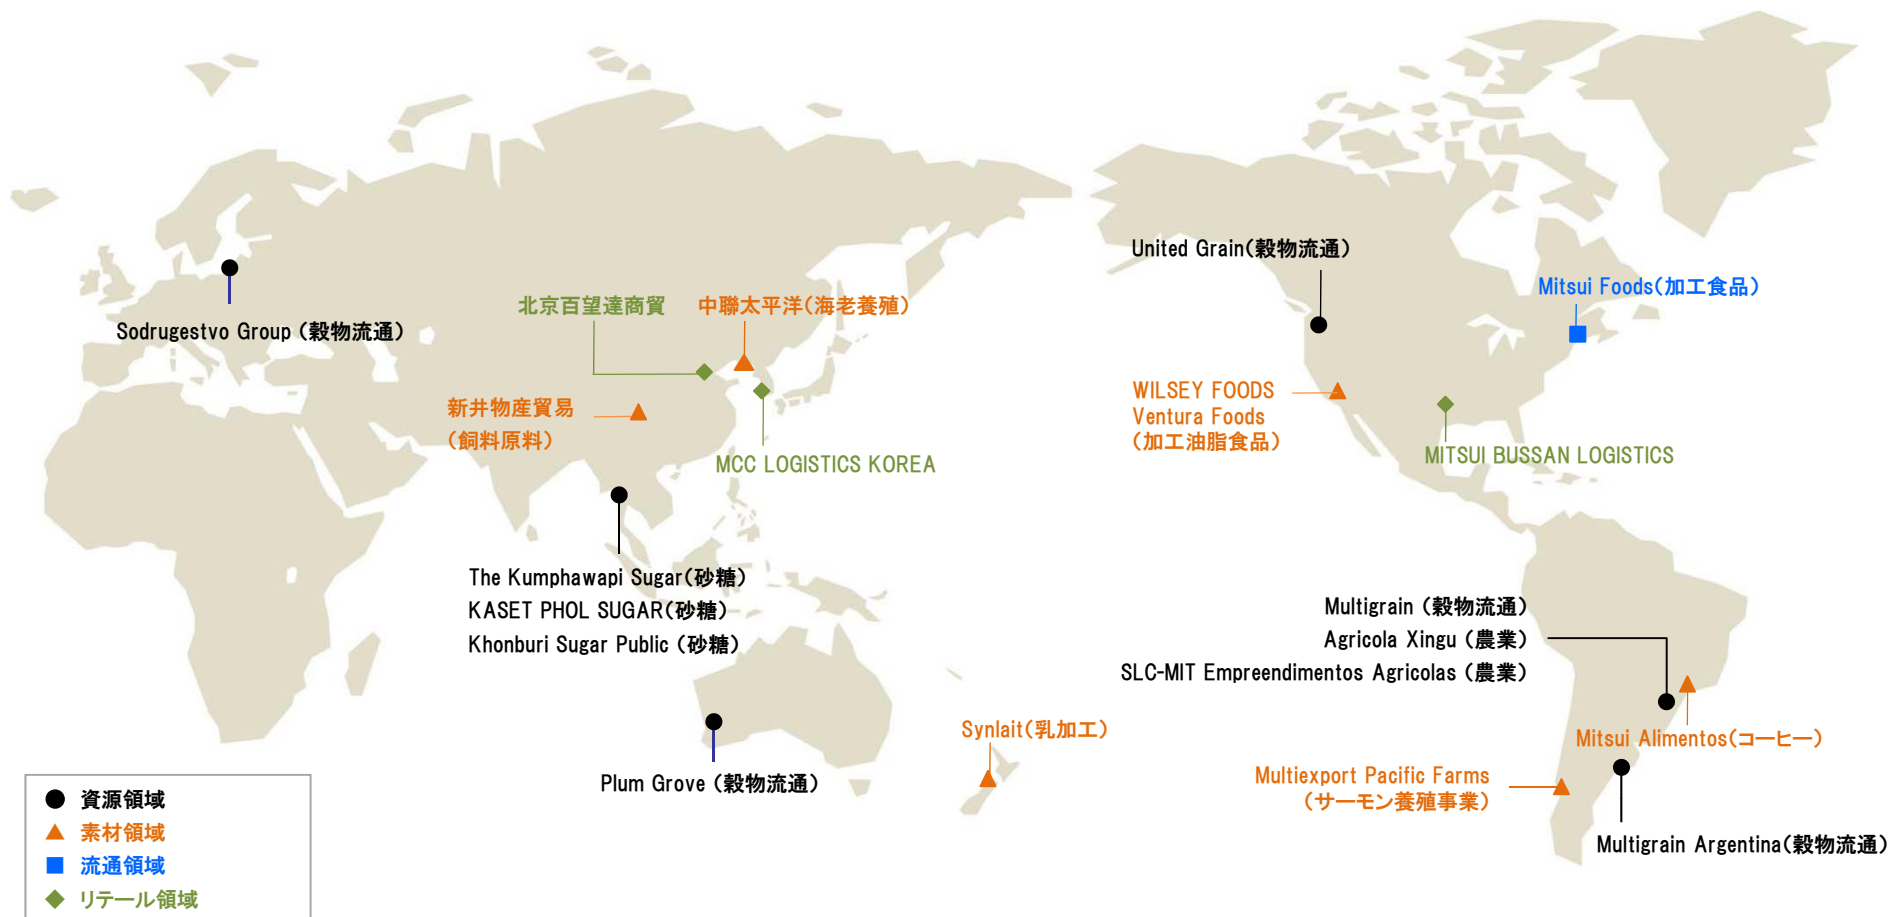 United Grain(穀物流通)
Mitsui Foods(加工食品)
北京百望達商貿
中聯太平洋(海老養殖)
Sodrugestvo Group (穀物流通)
新井物産貿易
(飼料原料)
WILSEY FOODS
Ventura Foods
(加工油脂食品)
MCC LOGISTICS KOREA
MITSUI BUSSAN LOGISTICS
The Kumphawapi Sugar(砂糖)
KASET PHOL SUGAR(砂糖)
Khonburi Sugar Public (砂糖)
Multigrain (穀物流通)
Agricola Xingu (農業)
SLC-MIT Empreendimentos Agricolas (農業)
Synlait(乳加工)
Mitsui Alimentos(コーヒー)
Plum Grove (穀物流通)
Multiexport Pacific Farms
(サーモン養殖事業)
Multigrain Argentina(穀物流通)
資源領域
素材領域
流通領域
リテール領域